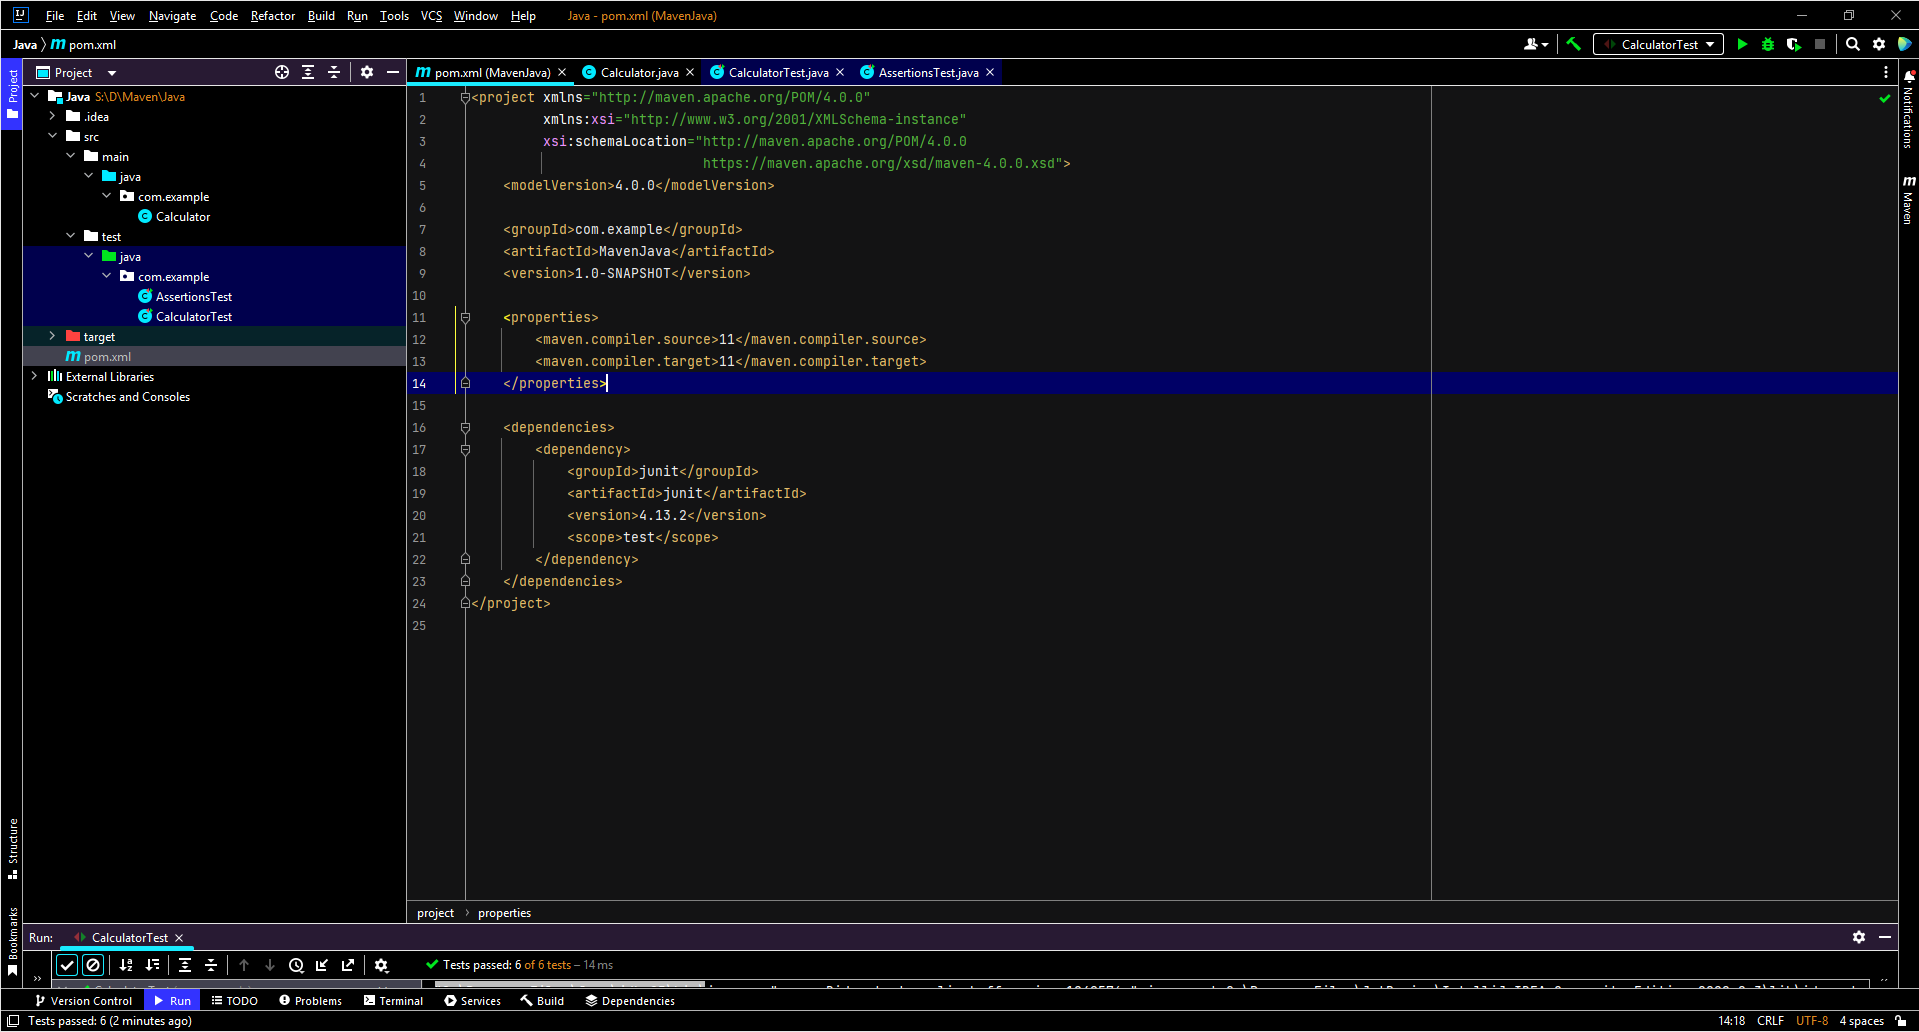 File Edit View Navigate Code Refactor Build Run Tools VCS Window Help Java - pom.xml (MavenJava)
Java pom.xml CalculatorTest
Project
pom.xml (MavenJava) Calculator.java CalculatorTest.java AssertionsTest.java
Java S:\D\Maven\Java
.idea
src
main
java
com.example
Calculator
test
java
com.example
AssertionsTest
CalculatorTest
target
pom.xml
External Libraries
Scratches and Consoles
Project
Structure
Bookmarks
1 <project xmlns="http://maven.apache.org/POM/4.0.0"
2 xmlns:xsi="http://www.w3.org/2001/XMLSchema-instance"
3 xsi:schemaLocation="http://maven.apache.org/POM/4.0.0
4 https://maven.apache.org/xsd/maven-4.0.0.xsd">
5 <modelVersion>4.0.0</modelVersion>
6
7 <groupId>com.example</groupId>
8 <artifactId>MavenJava</artifactId>
9 <version>1.0-SNAPSHOT</version>
10
11 <properties>
12 <maven.compiler.source>11</maven.compiler.source>
13 <maven.compiler.target>11</maven.compiler.target>
14 </properties>
15
16 <dependencies>
17 <dependency>
18 <groupId>junit</groupId>
19 <artifactId>junit</artifactId>
20 <version>4.13.2</version>
21 <scope>test</scope>
22 </dependency>
23 </dependencies>
24 </project>
25
Notifications
Maven
project > properties
Run: CalculatorTest
Tests passed: 6 of 6 tests – 14 ms
Version Control Run TODO Problems Terminal Services Build Dependencies
Tests passed: 6 (2 minutes ago) 14:18 CRLF UTF-8 4 spaces